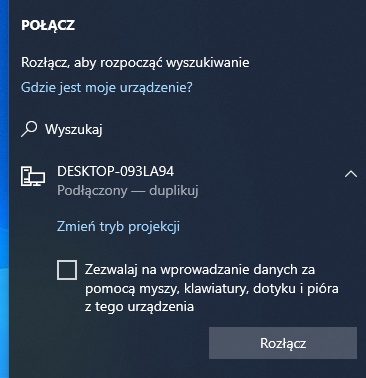 POŁĄCZ
Rozłącz, aby rozpocząć wyszukiwanie
Gdzie jest moje urządzenie?
Wyszukaj
DESKTOP-093LA94
Podłączony — duplikuj
Zmień tryb projekcji
Zezwalaj na wprowadzanie danych za
pomocą myszy, klawiatury, dotyku i pióra
z tego urządzenia
Rozłącz